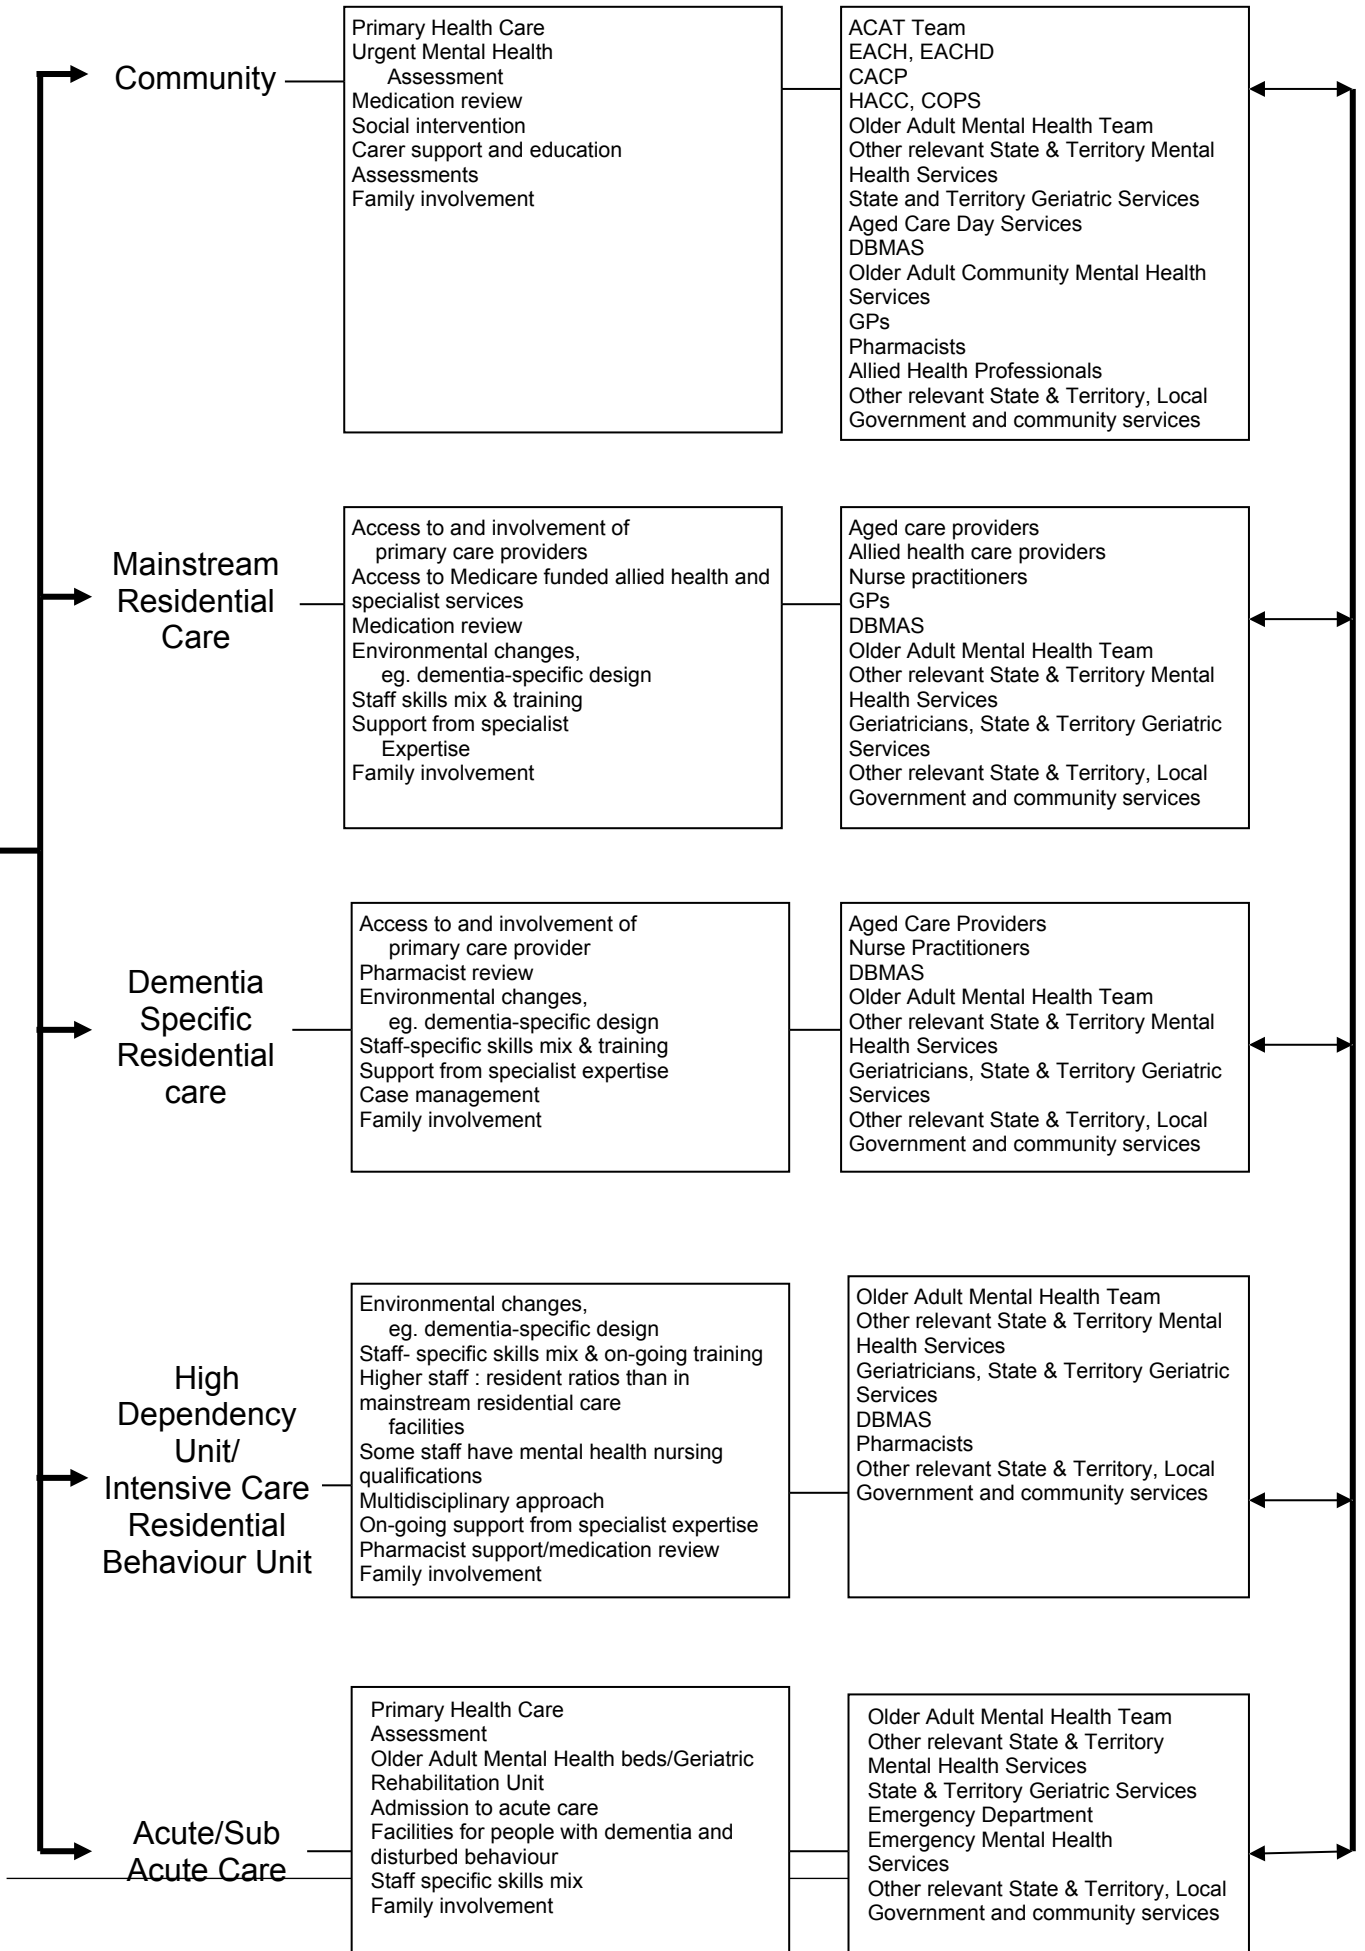 Community
Primary Health Care
Urgent Mental Health
Assessment
Medication review
Social intervention
Carer support and education
Assessments
Family involvement
ACAT Team
EACH, EACHD
CACP
HACC, COPS
Older Adult Mental Health Team
Other relevant State & Territory Mental
Health Services
State and Territory Geriatric Services
Aged Care Day Services
DBMAS
Older Adult Community Mental Health
Services
GPs
Pharmacists
Allied Health Professionals
Other relevant State & Territory, Local
Government and community services
Mainstream
Residential
Care
Access to and involvement of
primary care providers
Access to Medicare funded allied health and
specialist services
Medication review
Environmental changes,
eg. dementia-specific design
Staff skills mix & training
Support from specialist
Expertise
Family involvement
Aged care providers
Allied health care providers
Nurse practitioners
GPs
DBMAS
Older Adult Mental Health Team
Other relevant State & Territory Mental
Health Services
Geriatricians, State & Territory Geriatric
Services
Other relevant State & Territory, Local
Government and community services
Dementia
Specific
Residential
care
Access to and involvement of
primary care provider
Pharmacist review
Environmental changes,
eg. dementia-specific design
Staff-specific skills mix & training
Support from specialist expertise
Case management
Family involvement
Aged Care Providers
Nurse Practitioners
DBMAS
Older Adult Mental Health Team
Other relevant State & Territory Mental
Health Services
Geriatricians, State & Territory Geriatric
Services
Other relevant State & Territory, Local
Government and community services
High
Dependency
Unit/
Intensive Care
Residential
Behaviour Unit
Environmental changes,
eg. dementia-specific design
Staff- specific skills mix & on-going training
Higher staff : resident ratios than in
mainstream residential care
facilities
Some staff have mental health nursing
qualifications
Multidisciplinary approach
On-going support from specialist expertise
Pharmacist support/medication review
Family involvement
Older Adult Mental Health Team
Other relevant State & Territory Mental
Health Services
Geriatricians, State & Territory Geriatric
Services
DBMAS
Pharmacists
Other relevant State & Territory, Local
Government and community services
Acute/Sub
Acute Care
Primary Health Care
Assessment
Older Adult Mental Health beds/Geriatric
Rehabilitation Unit
Admission to acute care
Facilities for people with dementia and
disturbed behaviour
Staff specific skills mix
Family involvement
Older Adult Mental Health Team
Other relevant State & Territory
Mental Health Services
State & Territory Geriatric Services
Emergency Department
Emergency Mental Health
Services
Other relevant State & Territory, Local
Government and community services